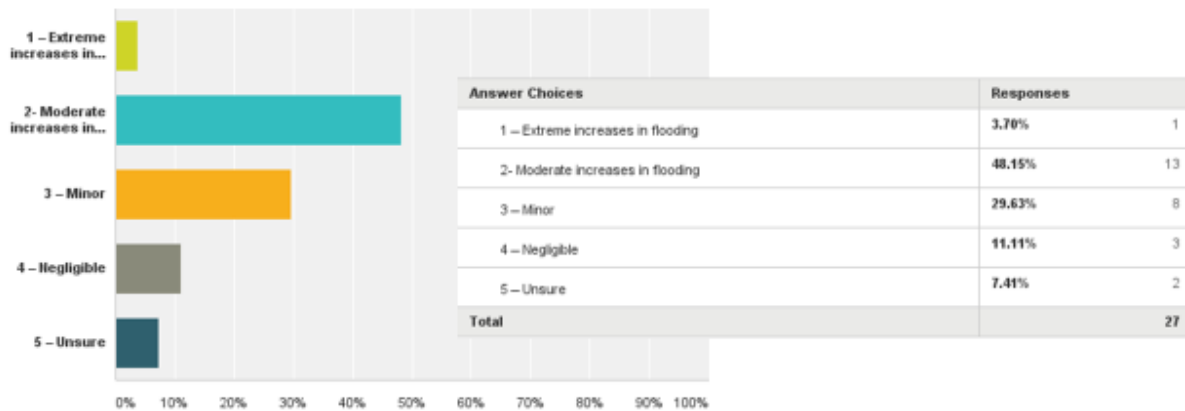 1 – Extreme
increases in...
2- Moderate
increases in...
3 – Minor
4 – Negligible
5 – Unsure
0% 10% 20% 30% 40% 50% 60% 70% 80% 90% 100%
Answer Choices Responses
1 – Extreme increases in flooding 3.70% 1
2- Moderate increases in flooding 48.15% 13
3 – Minor 29.63% 8
4 – Negligible 11.11% 3
5 – Unsure 7.41% 2
Total 27